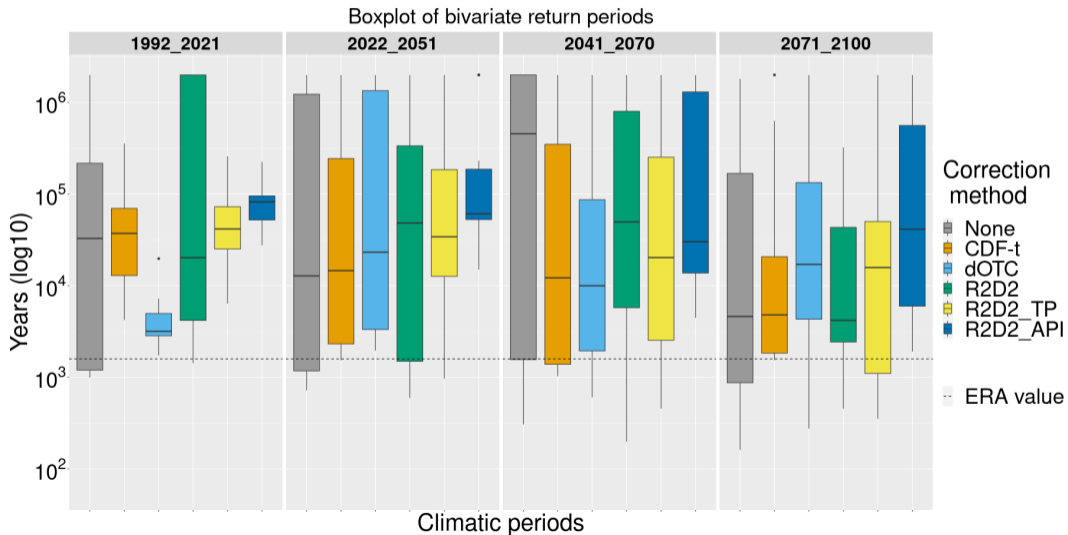 Boxplot of bivariate return periods
1992_2021
2022_2051
2041_2070
2071_2100
Years (log10)
10^6
10^5
10^4
10^3
10^2
Climatic periods
Correction
method
None
CDF-t
dOTC
R2D2
R2D2_TP
R2D2_API
ERA value